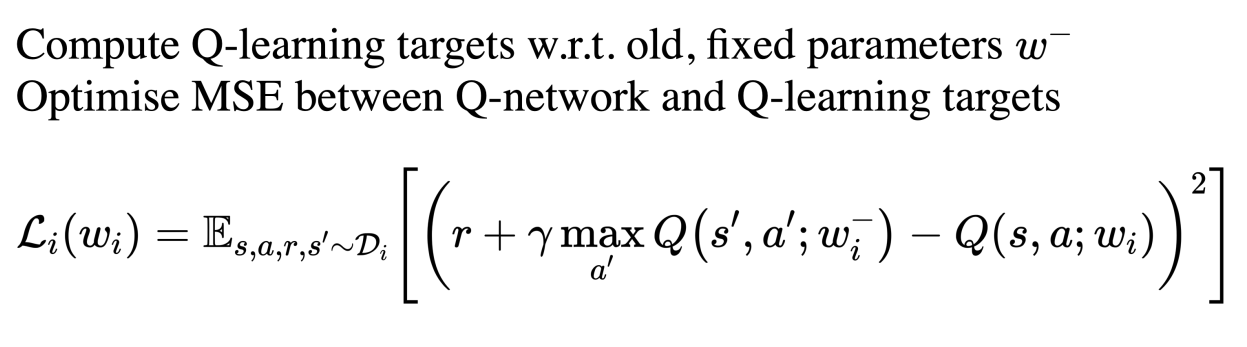 Compute Q-learning targets w.r.t. old, fixed parameters w⁻
Optimise MSE between Q-network and Q-learning targets
ℒᵢ(wᵢ) = 𝔼_{s,a,r,s′∼𝒟ᵢ} [ ( r + γ max_{a′} Q(s′, a′; wᵢ⁻) − Q(s, a; wᵢ) )² ]